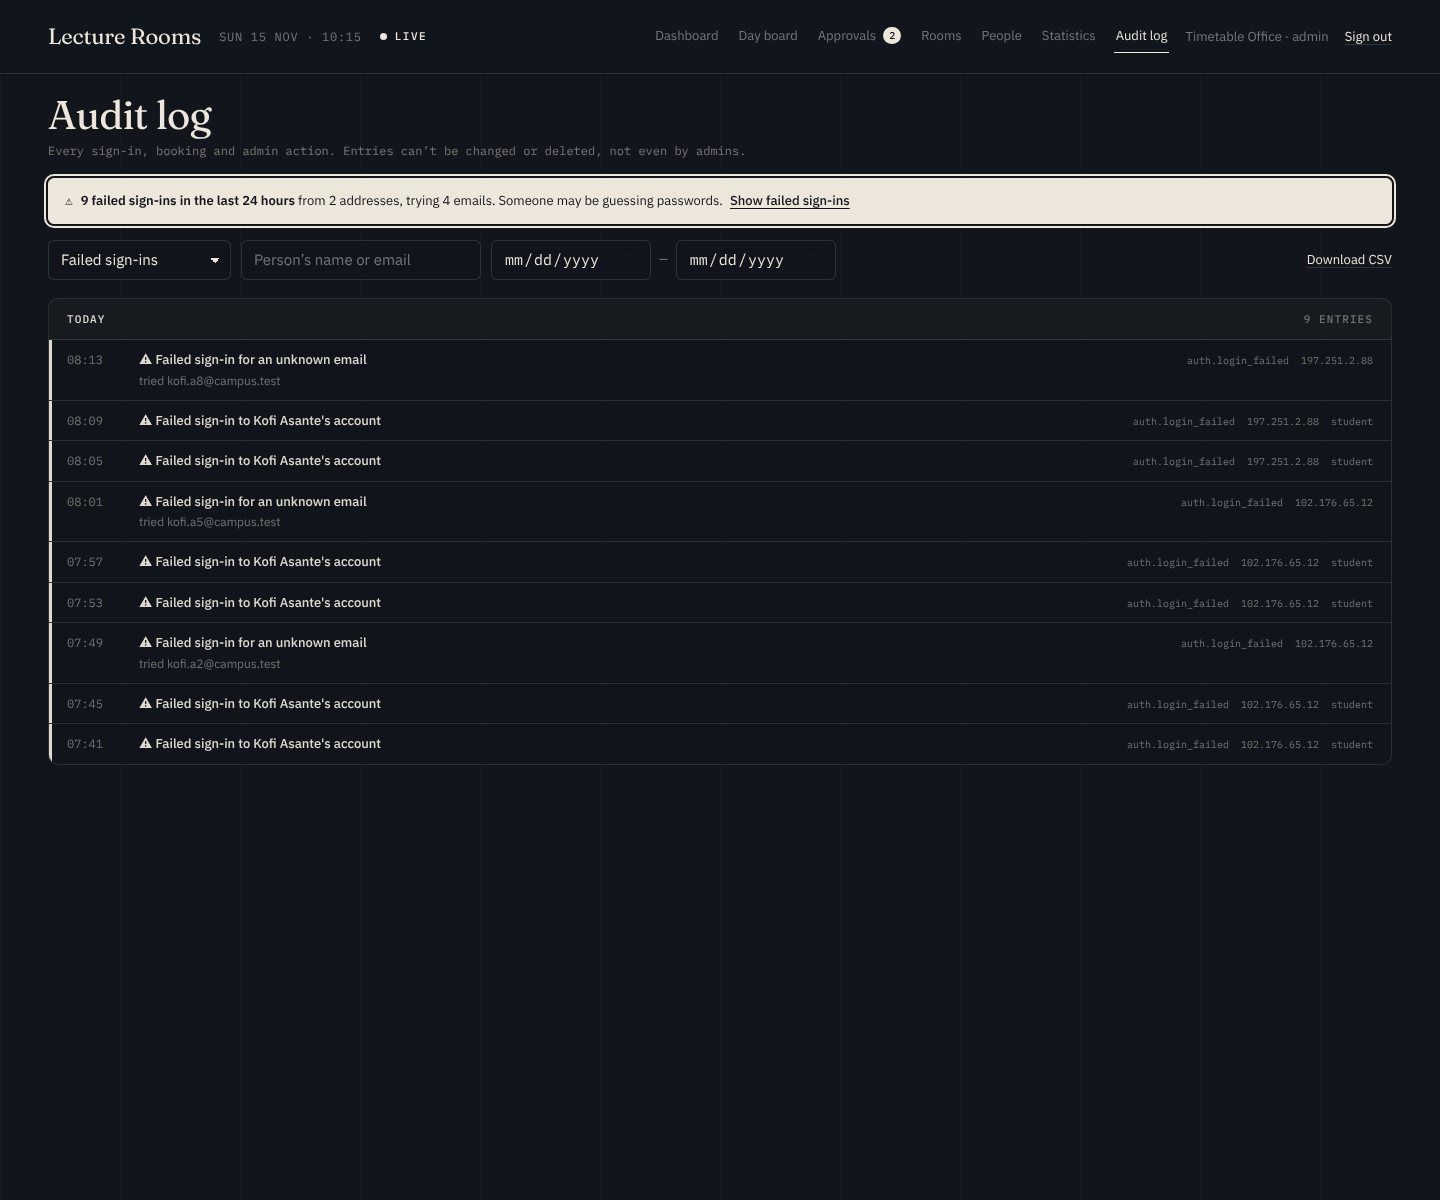 Lecture Rooms SUN 15 NOV · 10:15 ● LIVE Dashboard Day board Approvals 2 Rooms People Statistics Audit log Timetable Office · admin Sign out
Audit log
Every sign-in, booking and admin action. Entries can’t be changed or deleted, not even by admins.
⚠ 9 failed sign-ins in the last 24 hours from 2 addresses, trying 4 emails. Someone may be guessing passwords. Show failed sign-ins
Failed sign-ins Person’s name or email mm/dd/yyyy – mm/dd/yyyy Download CSV
TODAY 9 ENTRIES
08:13 ⚠ Failed sign-in for an unknown email auth.login_failed 197.251.2.88
tried kofi.a8@campus.test
08:09 ⚠ Failed sign-in to Kofi Asante's account auth.login_failed 197.251.2.88 student
08:05 ⚠ Failed sign-in to Kofi Asante's account auth.login_failed 197.251.2.88 student
08:01 ⚠ Failed sign-in for an unknown email auth.login_failed 102.176.65.12
tried kofi.a5@campus.test
07:57 ⚠ Failed sign-in to Kofi Asante's account auth.login_failed 102.176.65.12 student
07:53 ⚠ Failed sign-in to Kofi Asante's account auth.login_failed 102.176.65.12 student
07:49 ⚠ Failed sign-in for an unknown email auth.login_failed 102.176.65.12
tried kofi.a2@campus.test
07:45 ⚠ Failed sign-in to Kofi Asante's account auth.login_failed 102.176.65.12 student
07:41 ⚠ Failed sign-in to Kofi Asante's account auth.login_failed 102.176.65.12 student